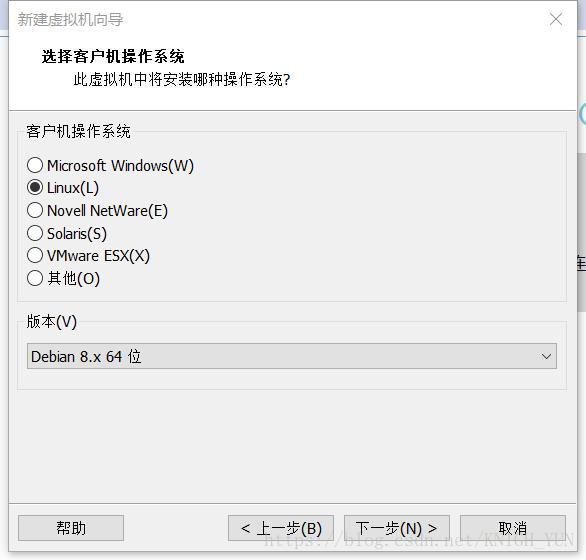 新建虚拟机向导
选择客户机操作系统
此虚拟机中将安装哪种操作系统?
客户机操作系统
Microsoft Windows(W)
Linux(L)
Novell NetWare(E)
Solaris(S)
VMware ESX(X)
其他(O)
连
版本(V)
Debian 8.x 64 位
帮助
< 上一步(B)
下一步(N) >
取消
https://blog.csdn.net/KNIGH_YUN